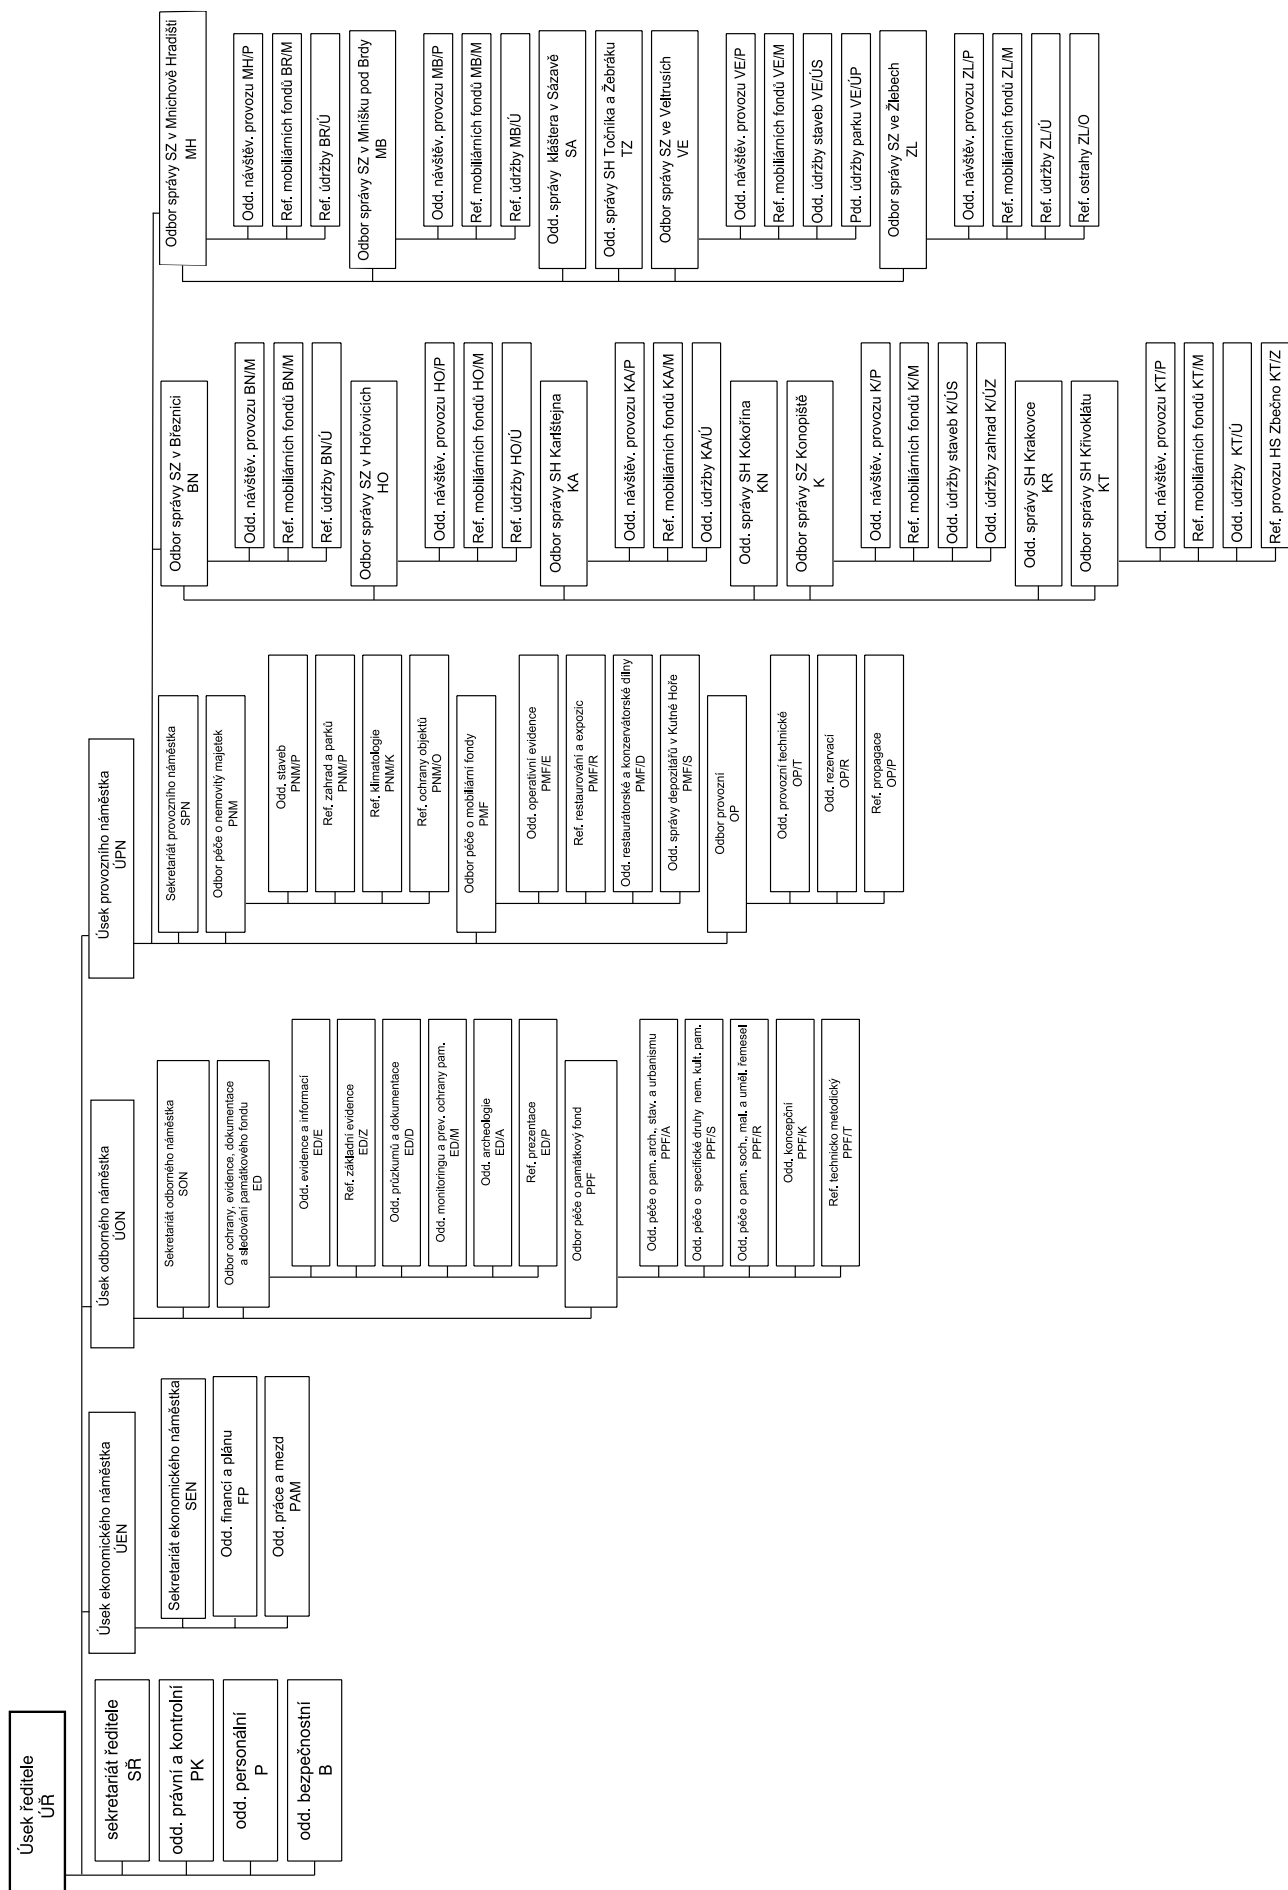 Úsek ředitele
ÚŘ
sekretariát ředitele
SŘ
odd. právní a kontrolní
PK
odd. personální
P
odd. bezpečnostní
B
Úsek ekonomického náměstka
ÚEN
Sekretariát ekonomického náměstka
SEN
Odd. financí a plánu
FP
Odd. práce a mezd
PAM
Úsek odborného náměstka
ÚON
Sekretariát odborného náměstka
SON
Odbor ochrany, evidence, dokumentace
a sledování památkového fondu
ED
Odd. evidence a informací
ED/E
Ref. základní evidence
ED/Z
Odd. průzkumů a dokumentace
ED/D
Odd. monitoringu a prev. ochrany pam.
ED/M
Odd. archeologie
ED/A
Ref. prezentace
ED/P
Odbor péče o památkový fond
PPF
Odd. péče o pam. arch., stav. a urbanismu
PPF/A
Odd. péče o specifické druhy nem. kult. pam.
PPF/S
Odd. péče o pam. soch., mal. a uměl. řemesel
PPF/R
Odd. koncepční
PPF/K
Ref. technicko metodický
PPF/T
Úsek provozního náměstka
ÚPN
Sekretariát provozního náměstka
SPN
Odbor péče o nemovitý majetek
PNM
Odd. staveb
PNM/P
Ref. zahrad a parků
PNM/P
Ref. klimatologie
PNM/K
Ref. ochrany objektů
PNM/O
Odbor péče o mobiliární fondy
PMF
Odd. operativní evidence
PMF/E
Ref. restaurování a expozic
PMF/R
Odd. restaurátorské a konzervátorské dílny
PMF/D
Odd. správy depozitářů v Kutné Hoře
PMF/S
Odbor provozní
OP
Odd. provozní technické
OP/T
Odd. rezervací
OP/R
Ref. propagace
OP/P
Odbor správy SZ v Březnici
BN
Odd. návštěv. provozu BN/M
Ref. mobiliárních fondů BN/M
Ref. údržby BN/Ú
Odbor správy SZ v Hořovicích
HO
Odd. návštěv. provozu HO/P
Ref. mobiliárních fondů HO/M
Ref. údržby HO/Ú
Odbor správy SH Karlštejna
KA
Odd. návštěv. provozu KA/P
Ref. mobiliárních fondů KA/M
Odd. údržby KA/Ú
Odd. správy SH Kokořína
KN
Odbor správy SZ Konopiště
K
Odd. návštěv. provozu K/P
Ref. mobiliárních fondů K/M
Odd. údržby staveb K/ÚS
Odd. údržby zahrad K/ÚZ
Odd. správy SH Krakovce
KR
Odbor správy SH Křivoklátu
KT
Odd. návštěv. provozu KT/P
Ref. mobiliárních fondů KT/M
Odd. údržby KT/Ú
Ref. provozu HS Zbečno KT/Z
Odbor správy SZ v Mnichově Hradišti
MH
Odd. návštěv. provozu MH/P
Ref. mobiliárních fondů BR/M
Ref. údržby BR/Ú
Odbor správy SZ v Mníšku pod Brdy
MB
Odd. návštěv. provozu MB/P
Ref. mobiliárních fondů MB/M
Ref. údržby MB/Ú
Odd. správy kláštera v Sázavě
SA
Odd. správy SH Točníka a Žebráku
TZ
Odbor správy SZ ve Veltrusích
VE
Odd. návštěv. provozu VE/P
Ref. mobiliárních fondů VE/M
Odd. údržby staveb VE/ÚS
Pdd. údržby parku VE/ÚP
Odbor správy SZ ve Žlebech
ZL
Odd. návštěv. provozu ZL/P
Ref. mobiliárních fondů ZL/M
Ref. údržby ZL/Ú
Ref. ostrahy ZL/O